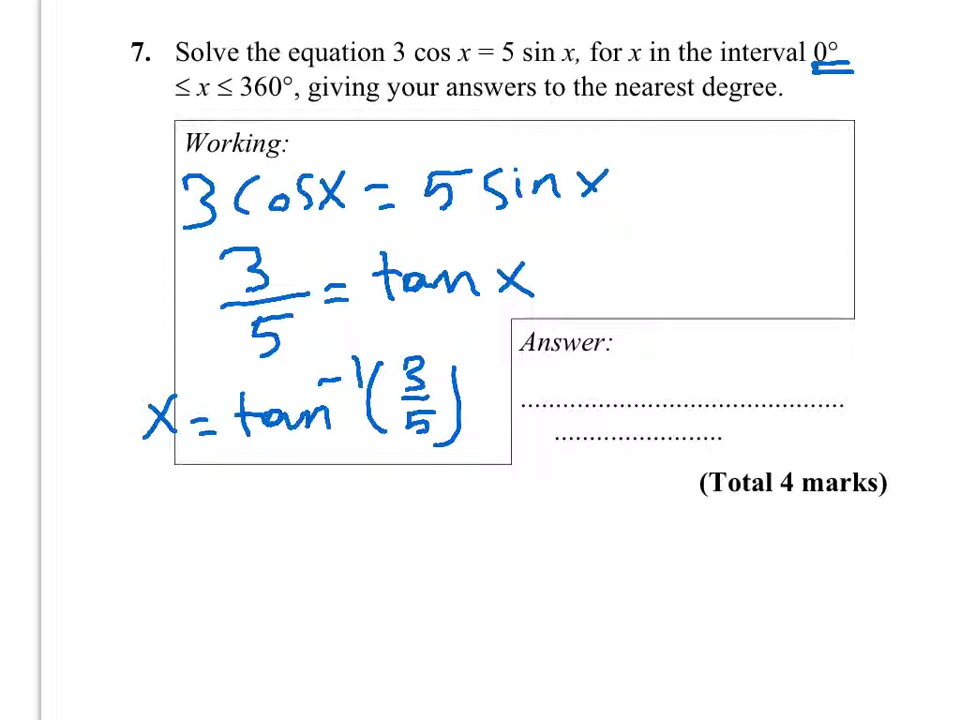 7. Solve the equation 3 cos x = 5 sin x, for x in the interval 0°
≤ x ≤ 360°, giving your answers to the nearest degree.
Working:
3 cosx = 5 sin x
3/5 = tan x
x = tan⁻¹(3/5)
Answer:
..............................................
........................
(Total 4 marks)